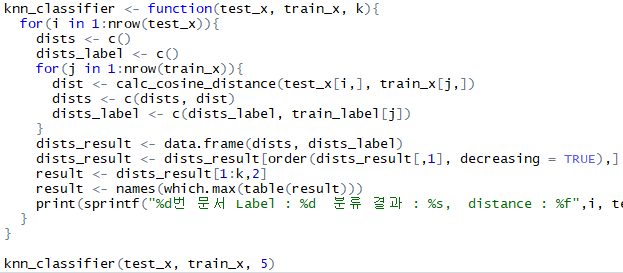 knn_classifier <- function(test_x, train_x, k){
  for(i in 1:nrow(test_x)){
    dists <- c()
    dists_label <- c()
    for(j in 1:nrow(train_x)){
      dist <- calc_cosine_distance(test_x[i,], train_x[j,])
      dists <- c(dists, dist)
      dists_label <- c(dists_label, train_label[j])
    }
    dists_result <- data.frame(dists, dists_label)
    dists_result <- dists_result[order(dists_result[,1], decreasing = TRUE),]
    result <- dists_result[1:k,2]
    result <- names(which.max(table(result)))
    print(sprintf("%d번 문서 Label : %d  분류 결과 : %s,  distance : %f",i, te
  }
}
knn_classifier(test_x, train_x, 5)